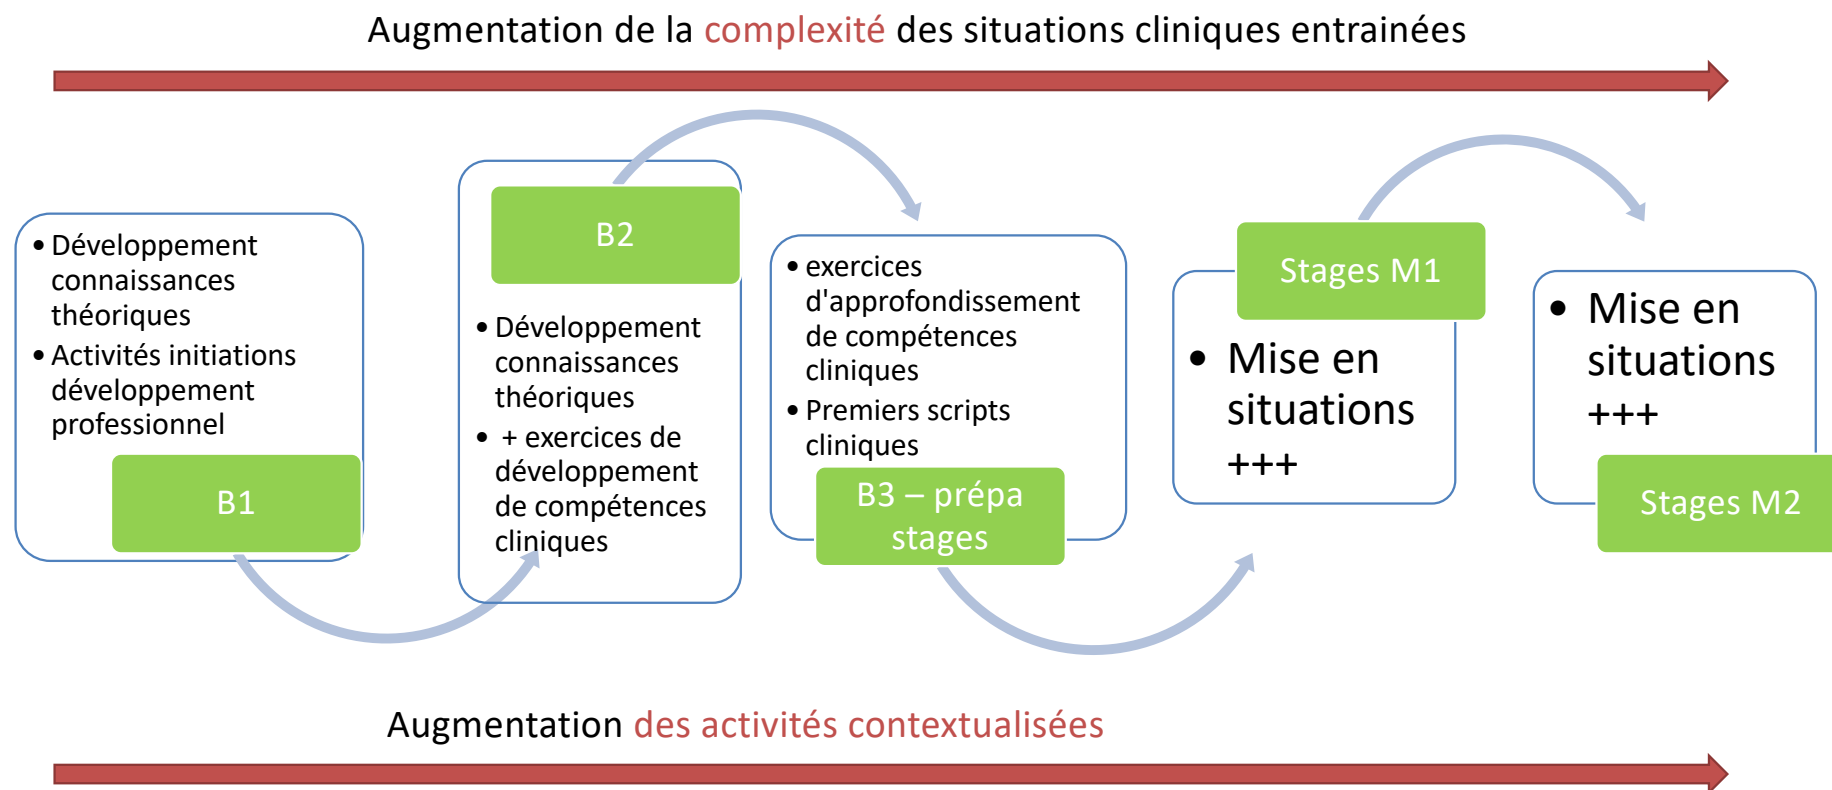 Augmentation de la complexité des situations cliniques entrainées
• Développement
connaissances
théoriques
• Activités initiations
développement
professionnel
B1
B2
• Développement
connaissances
théoriques
• + exercices de
développement
de compétences
cliniques
• exercices
d'approfondissement
de compétences
cliniques
• Premiers scripts
cliniques
B3 – prépa
stages
Stages M1
• Mise en
situations
+++
• Mise en
situations
+++
Stages M2
Augmentation des activités contextualisées